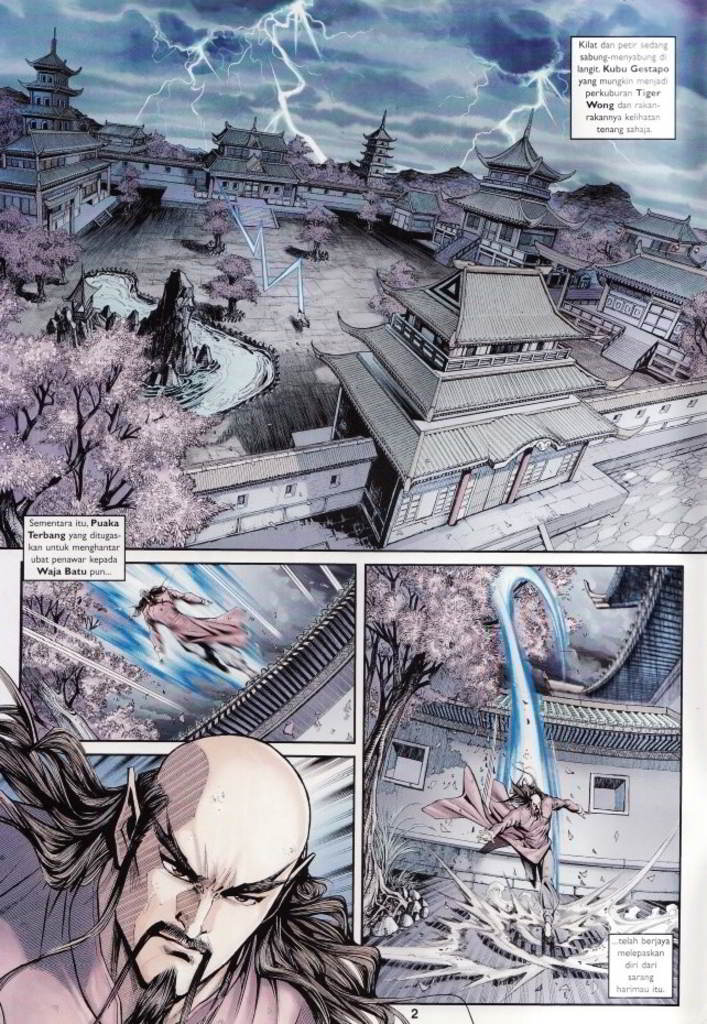 Kilat dan petir sedang
sabung-menyabung di
langit. Kubu Gestapo
yang mungkin menjadi
perkuburan Tiger
Wong dan rakan-
rakannya kelihatan
tenang sahaja.
Sementara itu, Puaka
Terbang yang ditugas-
kan untuk menghantar
ubat penawar kepada
Waja Batu pun...
...telah berjaya
melepaskan
diri dari
sarang
harimau itu.
2